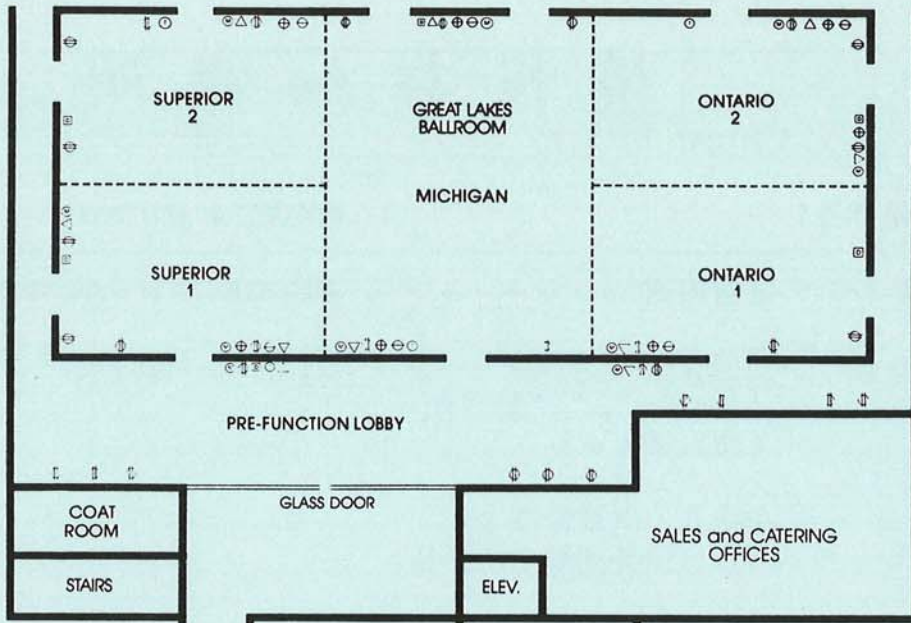 SUPERIOR
2
GREAT LAKES
BALLROOM
ONTARIO
2
MICHIGAN
SUPERIOR
1
ONTARIO
1
PRE-FUNCTION LOBBY
GLASS DOOR
COAT
ROOM
SALES and CATERING
OFFICES
STAIRS
ELEV.